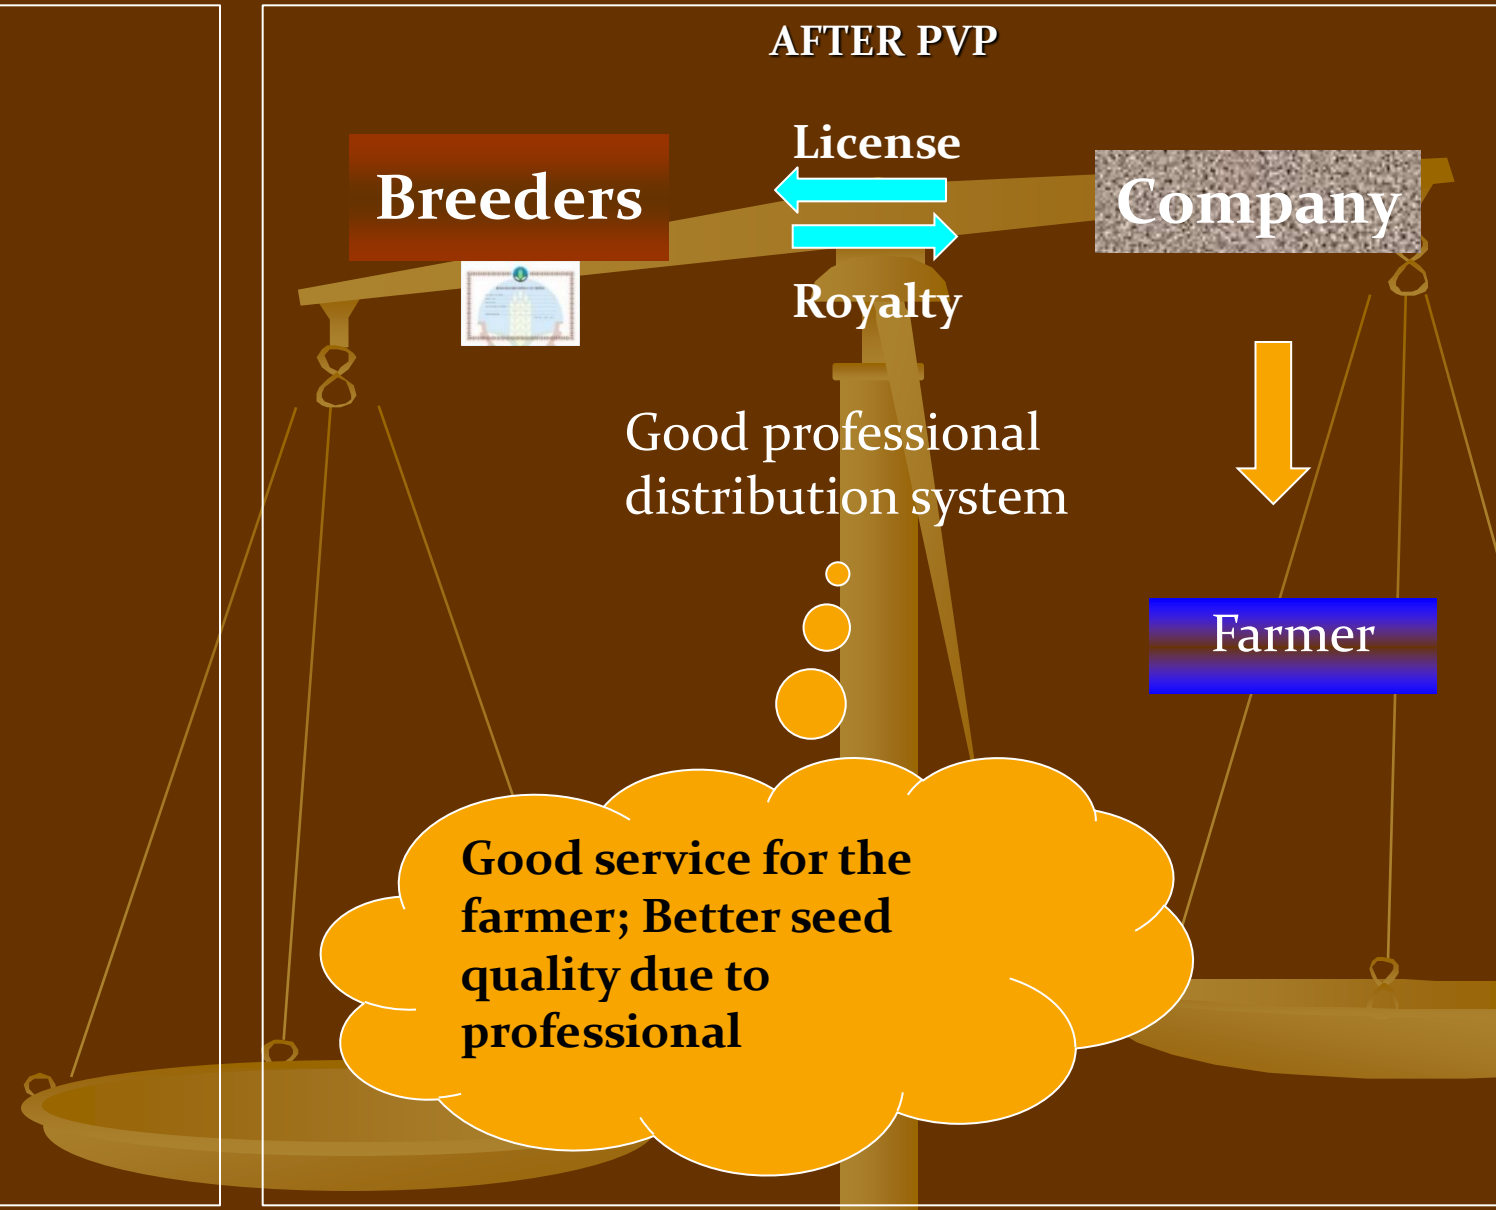 AFTER PVP
Breeders
License
Company
Royalty
Good professional
distribution system
Farmer
Good service for the
farmer; Better seed
quality due to
professional